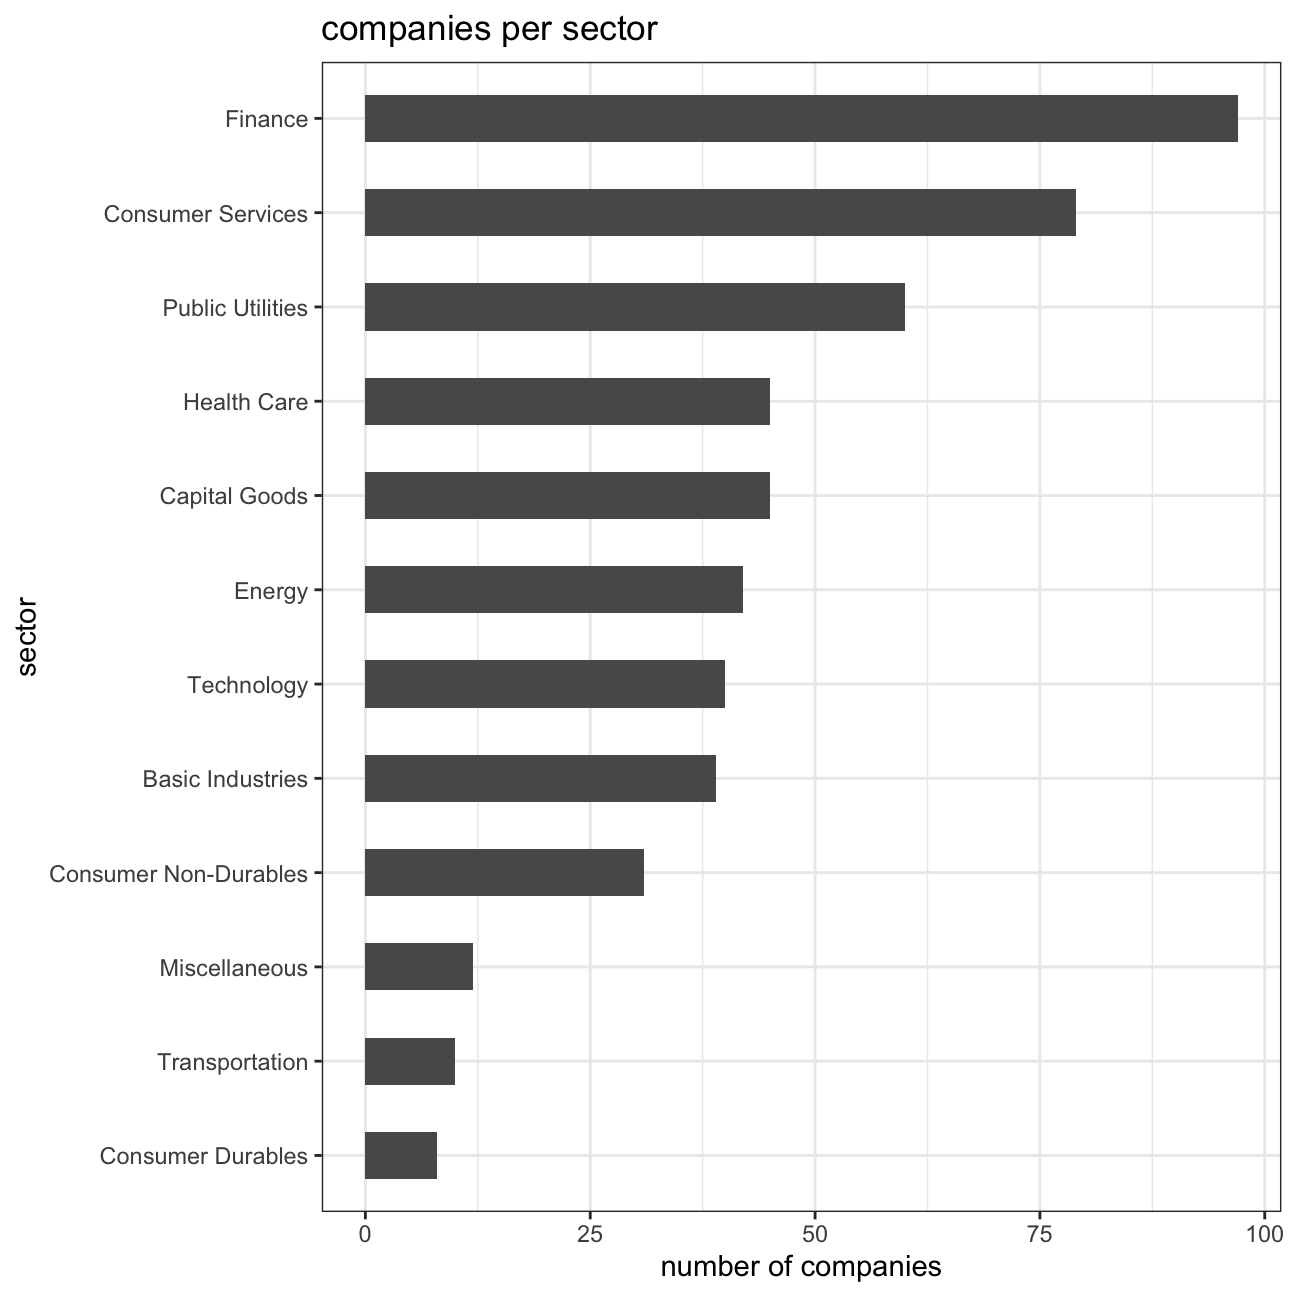 companies per sector
Finance
Consumer Services
Public Utilities
Health Care
Capital Goods
Energy
Technology
Basic Industries
Consumer Non-Durables
Miscellaneous
Transportation
Consumer Durables
sector
0 25 50 75 100
number of companies